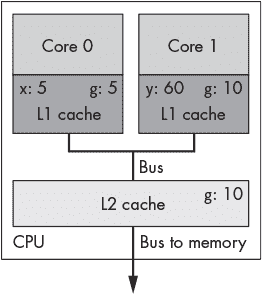 Core 0
Core 1
x: 5 g: 5
y: 60 g: 10
L1 cache
L1 cache
Bus
g: 10
L2 cache
CPU
Bus to memory